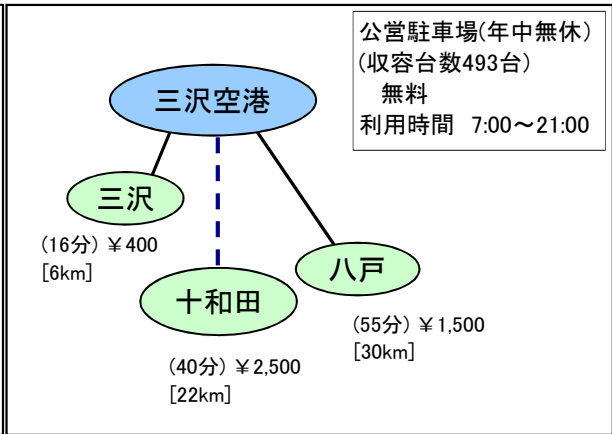 公営駐車場(年中無休)
(収容台数493台)
無料
利用時間 7:00～21:00
三沢空港
三沢
(16分)￥400
[6km]
八戸
(55分)￥1,500
[30km]
十和田
(40分)￥2,500
[22km]